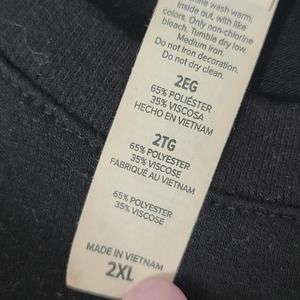 ine wash warm,
Inside out, with like
colors. Only non-chlorine
bleach. Tumble dry low.
Medium Iron.
Do not Iron decoration.
Do not dry clean.
2EG
65% POLIÉSTER
35% VISCOSA
HECHO EN VIETNAM
2TG
65% POLYESTER
35% VISCOSE
FABRIQUÉ AU VIETNAM
65% POLYESTER
35% VISCOSE
MADE IN VIETNAM
2XL